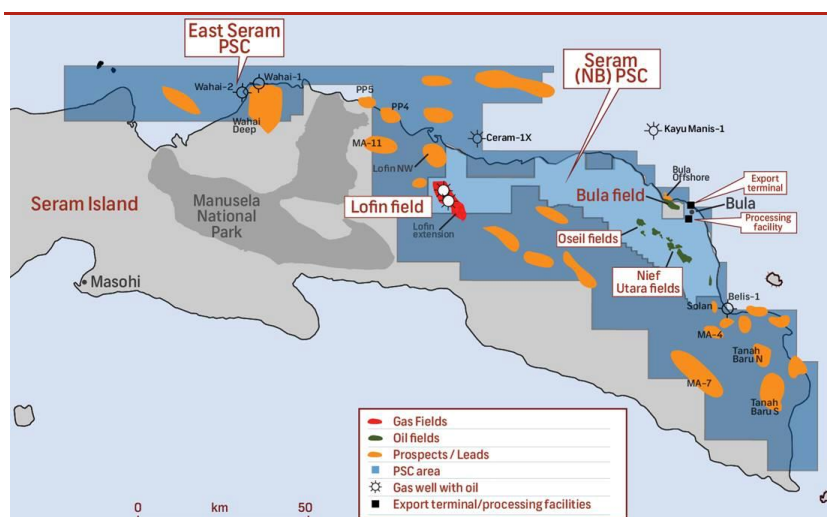 East Seram
PSC
Seram
(NB) PSC
Wahai-1
Wahai-2
Wahai
Deep
PP5
PP4
MA-11
Lofin NW
Ceram-1X
Kayu Manis-1
Bula
Offshore
Export
terminal
Bula field
Bula
Processing
facility
Seram Island
Manusela
National
Park
Lofin field
Lofin
extension
Oseil fields
Nief
Utara fields
Masohi
Solan
Belis-1
MA-4
Tanah
Baru N
MA-7
Tanah
Baru S
Gas Fields
Oil fields
Prospects / Leads
PSC area
Gas well with oil
Export terminal/processing facilities
0 km 50